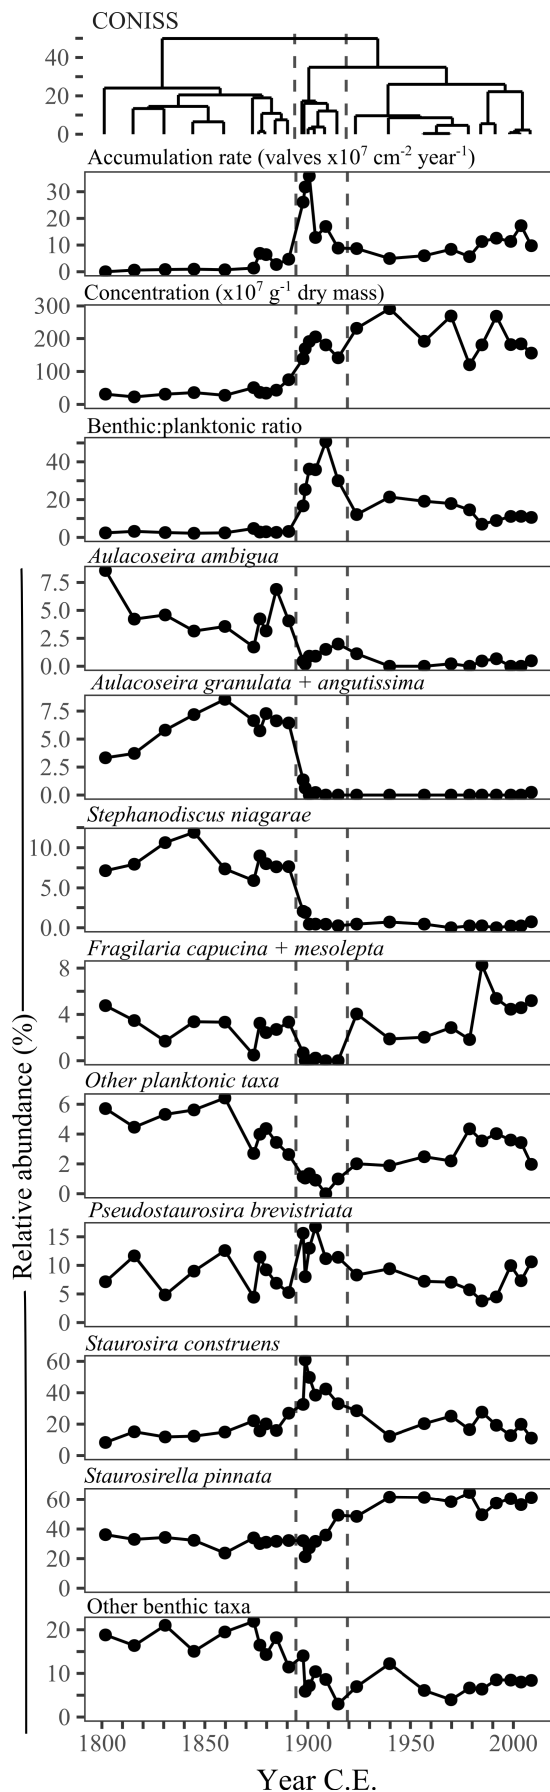 CONISS
40
20
0
Accumulation rate (valves x10⁷ cm⁻² year⁻¹)
30
20
10
0
Concentration (x10⁷ g⁻¹ dry mass)
300
200
100
0
Benthic:planktonic ratio
40
20
0
Aulacoseira ambigua
7.5
5.0
2.5
0.0
Aulacoseira granulata + angutissima
7.5
5.0
2.5
0.0
Stephanodiscus niagarae
10.0
5.0
0.0
Fragilaria capucina + mesolepta
8
4
0
Other planktonic taxa
6
4
2
0
Pseudostaurosira brevistriata
15
10
5
0
Staurosira construens
60
40
20
0
Staurosirella pinnata
60
40
20
0
Other benthic taxa
20
10
0
Relative abundance (%)
1800 1850 1900 1950 2000
Year C.E.